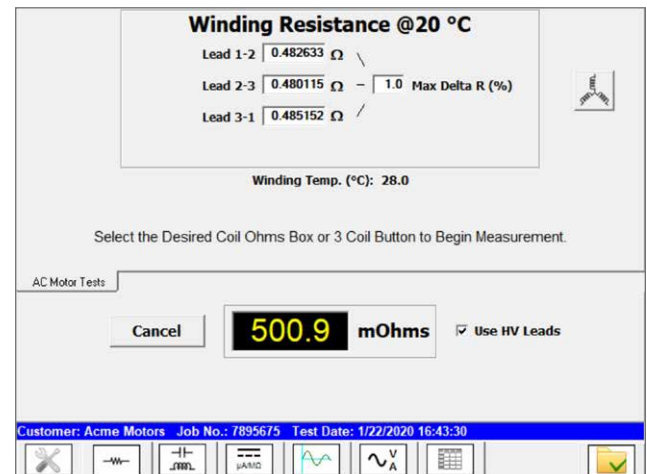 Winding Resistance @20 °C
Lead 1-2 0.482633 Ω
Lead 2-3 0.480115 Ω – 1.0 Max Delta R (%)
Lead 3-1 0.485152 Ω
Winding Temp. (°C): 28.0
Select the Desired Coil Ohms Box or 3 Coil Button to Begin Measurement.
AC Motor Tests
Cancel 500.9 mOhms Use HV Leads
Customer: Acme Motors Job No.: 7895675 Test Date: 1/22/2020 16:43:30
µA/MΩ V A